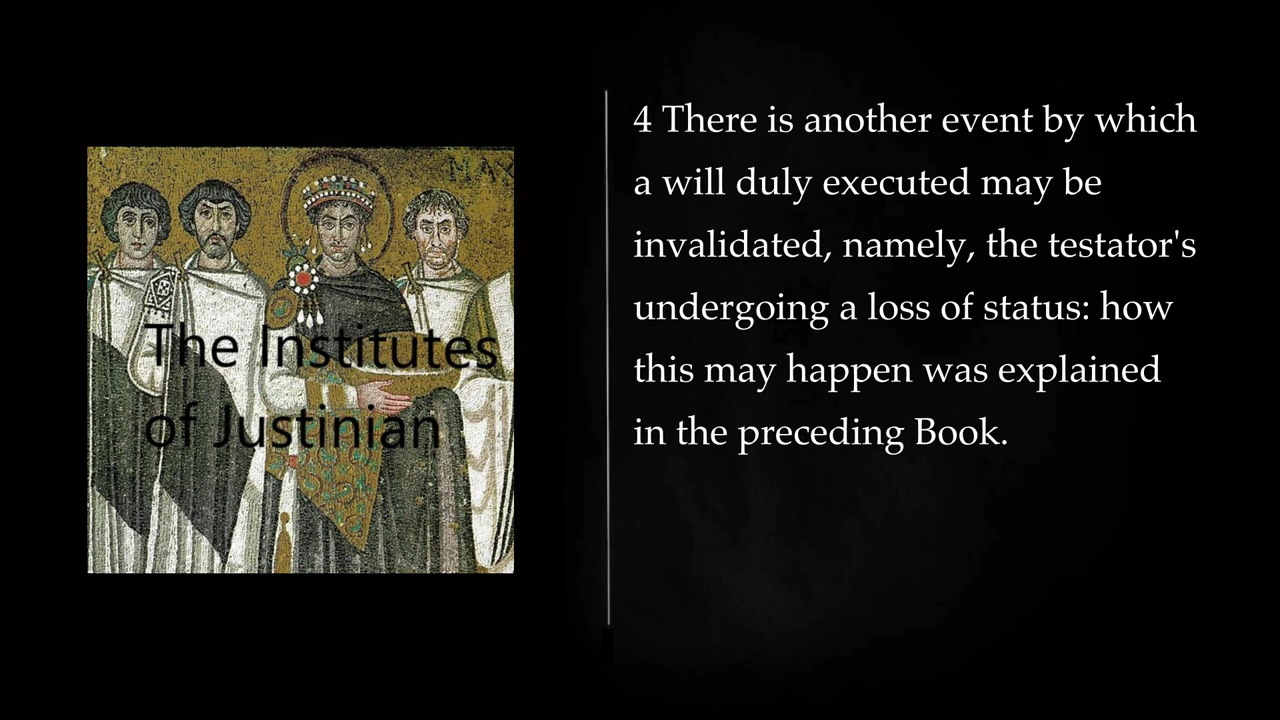 MAX
The Institutes
of Justinian
4 There is another event by which
a will duly executed may be
invalidated, namely, the testator's
undergoing a loss of status: how
this may happen was explained
in the preceding Book.